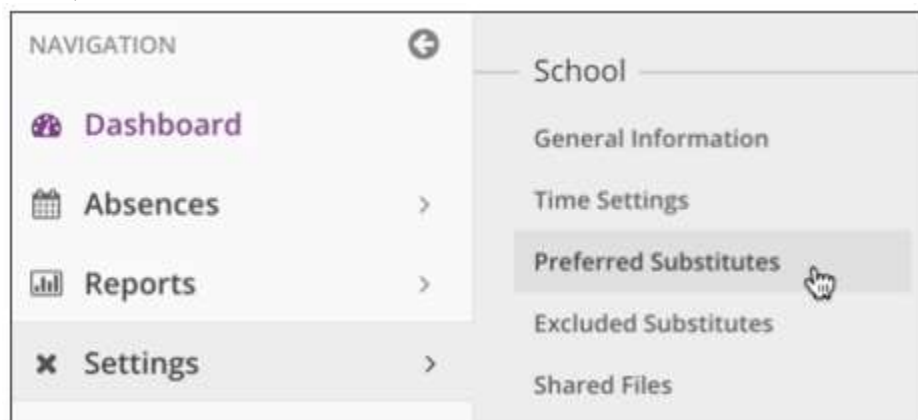 NAVIGATION
Dashboard
Absences
Reports
Settings
School
General Information
Time Settings
Preferred Substitutes
Excluded Substitutes
Shared Files